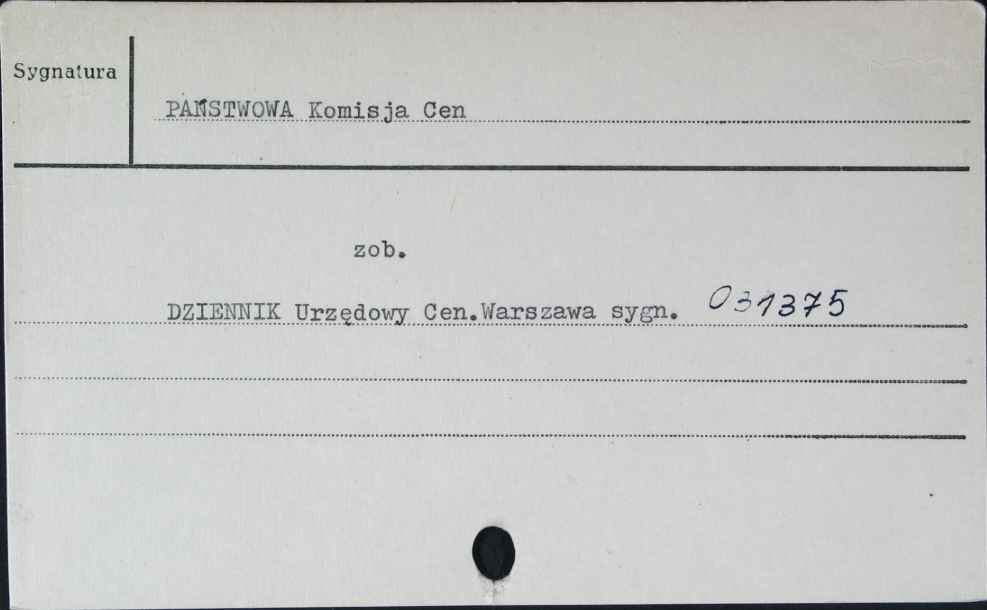 Sygnatura
PAŃSTWOWA Komisja Cen
zob.
DZIENNIK Urzędowy Cen.Warszawa sygn. 031375